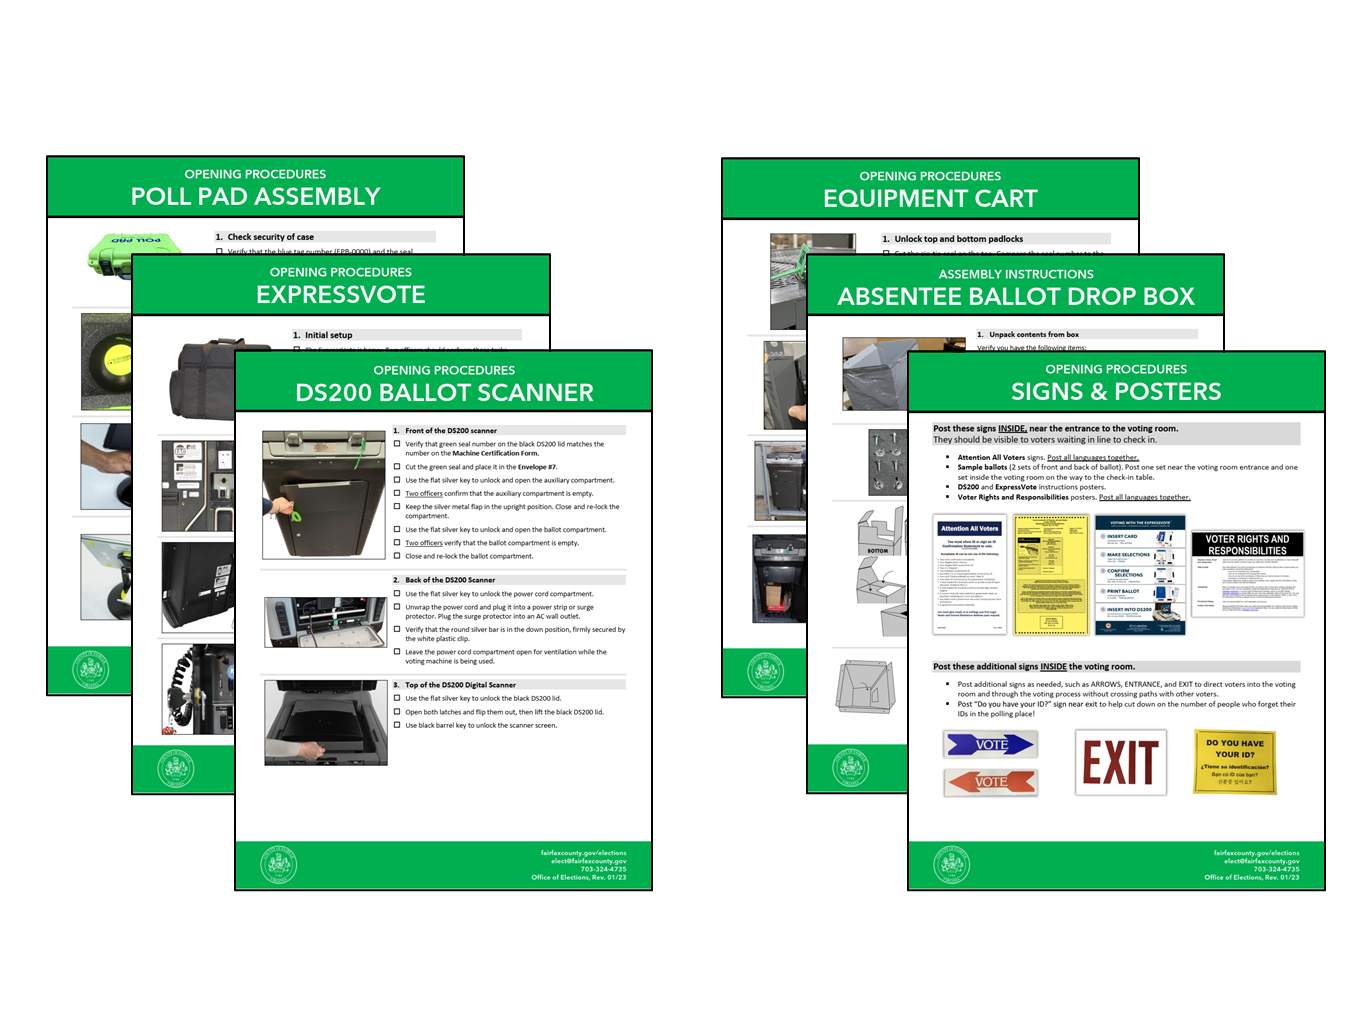 OPENING PROCEDURES
POLL PAD ASSEMBLY
POLL PAD
1. Check security of case
Verify that the blue tag number (EPB-0000) and the seal
OPENING PROCEDURES
EXPRESSVOTE
1. Initial setup
OPENING PROCEDURES
DS200 BALLOT SCANNER
1. Front of the DS200 scanner
Verify that green seal number on the black DS200 lid matches the
number on the Machine Certification Form.
Cut the green seal and place it in the Envelope #7.
Use the flat silver key to unlock and open the auxiliary compartment.
Two officers confirm that the auxiliary compartment is empty.
Keep the silver metal flap in the upright position. Close and re-lock the
compartment.
Use the flat silver key to unlock and open the ballot compartment.
Two officers verify that the ballot compartment is empty.
Close and re-lock the ballot compartment.
2. Back of the DS200 Scanner
Use the flat silver key to unlock the power cord compartment.
Unwrap the power cord and plug it into a power strip or surge
protector. Plug the surge protector into an AC wall outlet.
Verify that the round silver bar is in the down position, firmly secured by
the white plastic clip.
Leave the power cord compartment open for ventilation while the
voting machine is being used.
3. Top of the DS200 Digital Scanner
Use the flat silver key to unlock the black DS200 lid.
Open both latches and flip them out, then lift the black DS200 lid.
Use black barrel key to unlock the scanner screen.
fairfaxcounty.gov/elections
elect@fairfaxcounty.gov
703-324-4735
Office of Elections, Rev. 01/23
OPENING PROCEDURES
EQUIPMENT CART
1. Unlock top and bottom padlocks
ASSEMBLY INSTRUCTIONS
ABSENTEE BALLOT DROP BOX
1. Unpack contents from box
Verify you have the following items:
BOTTOM
OPENING PROCEDURES
SIGNS & POSTERS
Post these signs INSIDE, near the entrance to the voting room.
They should be visible to voters waiting in line to check in.
Attention All Voters signs. Post all languages together.
Sample ballots (2 sets of front and back of ballot). Post one set near the voting room entrance and one
set inside the voting room on the way to the check-in table.
DS200 and ExpressVote instructions posters.
Voter Rights and Responsibilities posters. Post all languages together.
Attention All Voters
VOTING WITH THE EXPRESSVOTE
INSERT CARD
MAKE SELECTIONS
CONFIRM
SELECTIONS
PRINT BALLOT
INSERT INTO DS200
VOTER RIGHTS AND
RESPONSIBILITIES
Post these additional signs INSIDE the voting room.
Post additional signs as needed, such as ARROWS, ENTRANCE, and EXIT to direct voters into the voting
room and through the voting process without crossing paths with other voters.
Post "Do you have your ID?" sign near exit to help cut down on the number of people who forget their
IDs in the polling place!
VOTE
VOTE
EXIT
DO YOU HAVE
YOUR ID?
¿Tiene su identificación?
Bạn có ID của bạn?
fairfaxcounty.gov/elections
elect@fairfaxcounty.gov
703-324-4735
Office of Elections, Rev. 01/23